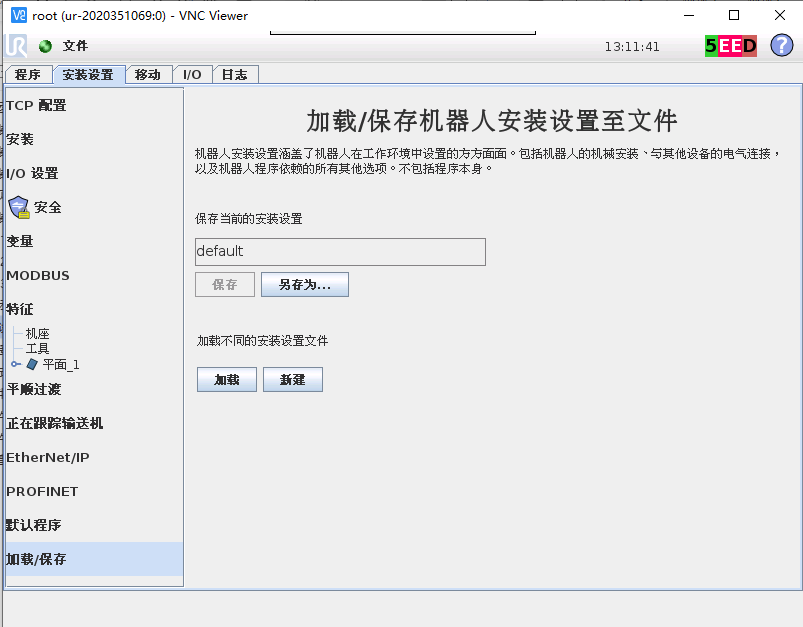 root (ur-2020351069:0) - VNC Viewer
UR 文件 13:11:41 5EED ?
程序 安装设置 移动 I/O 日志
TCP 配置
安装
I/O 设置
安全
变量
MODBUS
特征
机座
工具
平面_1
平顺过渡
正在跟踪输送机
EtherNet/IP
PROFINET
默认程序
加载/保存
加载/保存机器人安装设置至文件
机器人安装设置涵盖了机器人在工作环境中设置的方方面面。包括机器人的机械安装、与其他设备的电气连接，
以及机器人程序依赖的所有其他选项。不包括程序本身。
保存当前的安装设置
default
保存 另存为...
加载不同的安装设置文件
加载 新建